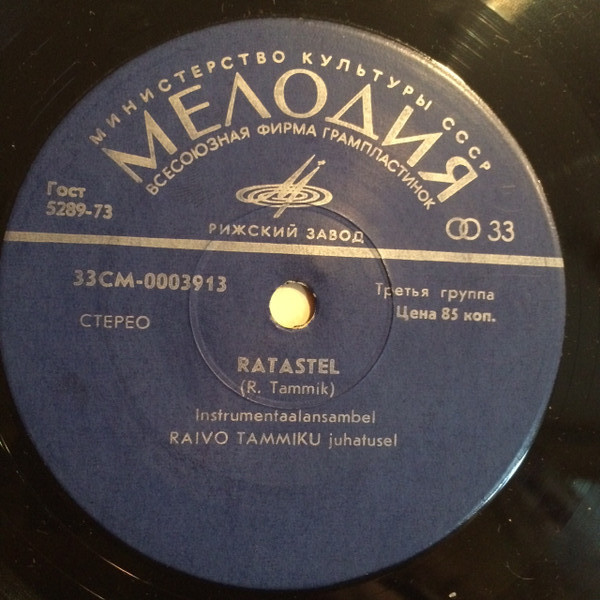 МИНИСТЕРСТВО КУЛЬТУРЫ СССР
МЕЛОДИЯ
ВСЕСОЮЗНАЯ ФИРМА ГРАМПЛАСТИНОК
Гост
5289-73
РИЖСКИЙ ЗАВОД
33
33СМ-0003913
СТЕРЕО
Третья группа
Цена 85 коп.
RATASTEL
(R. Tammik)
Instrumentaalansambel
RAIVO TAMMIKU juhatusel